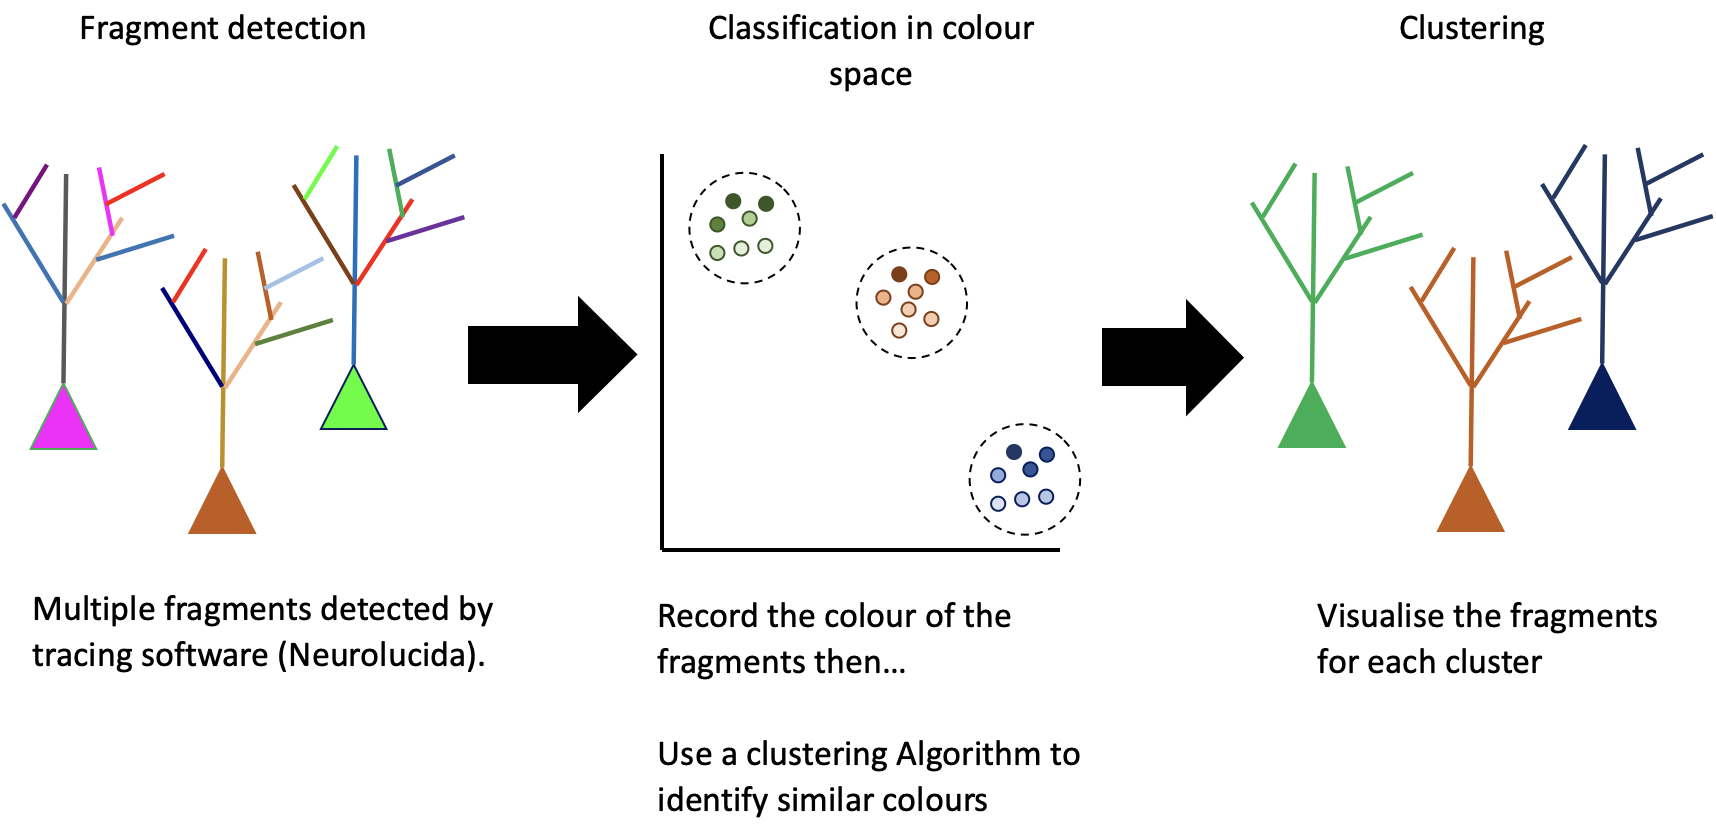 Fragment detection
Classification in colour
space
Clustering
Multiple fragments detected by
tracing software (Neurolucida).
Record the colour of the
fragments then…
Use a clustering Algorithm to
identify similar colours
Visualise the fragments
for each cluster